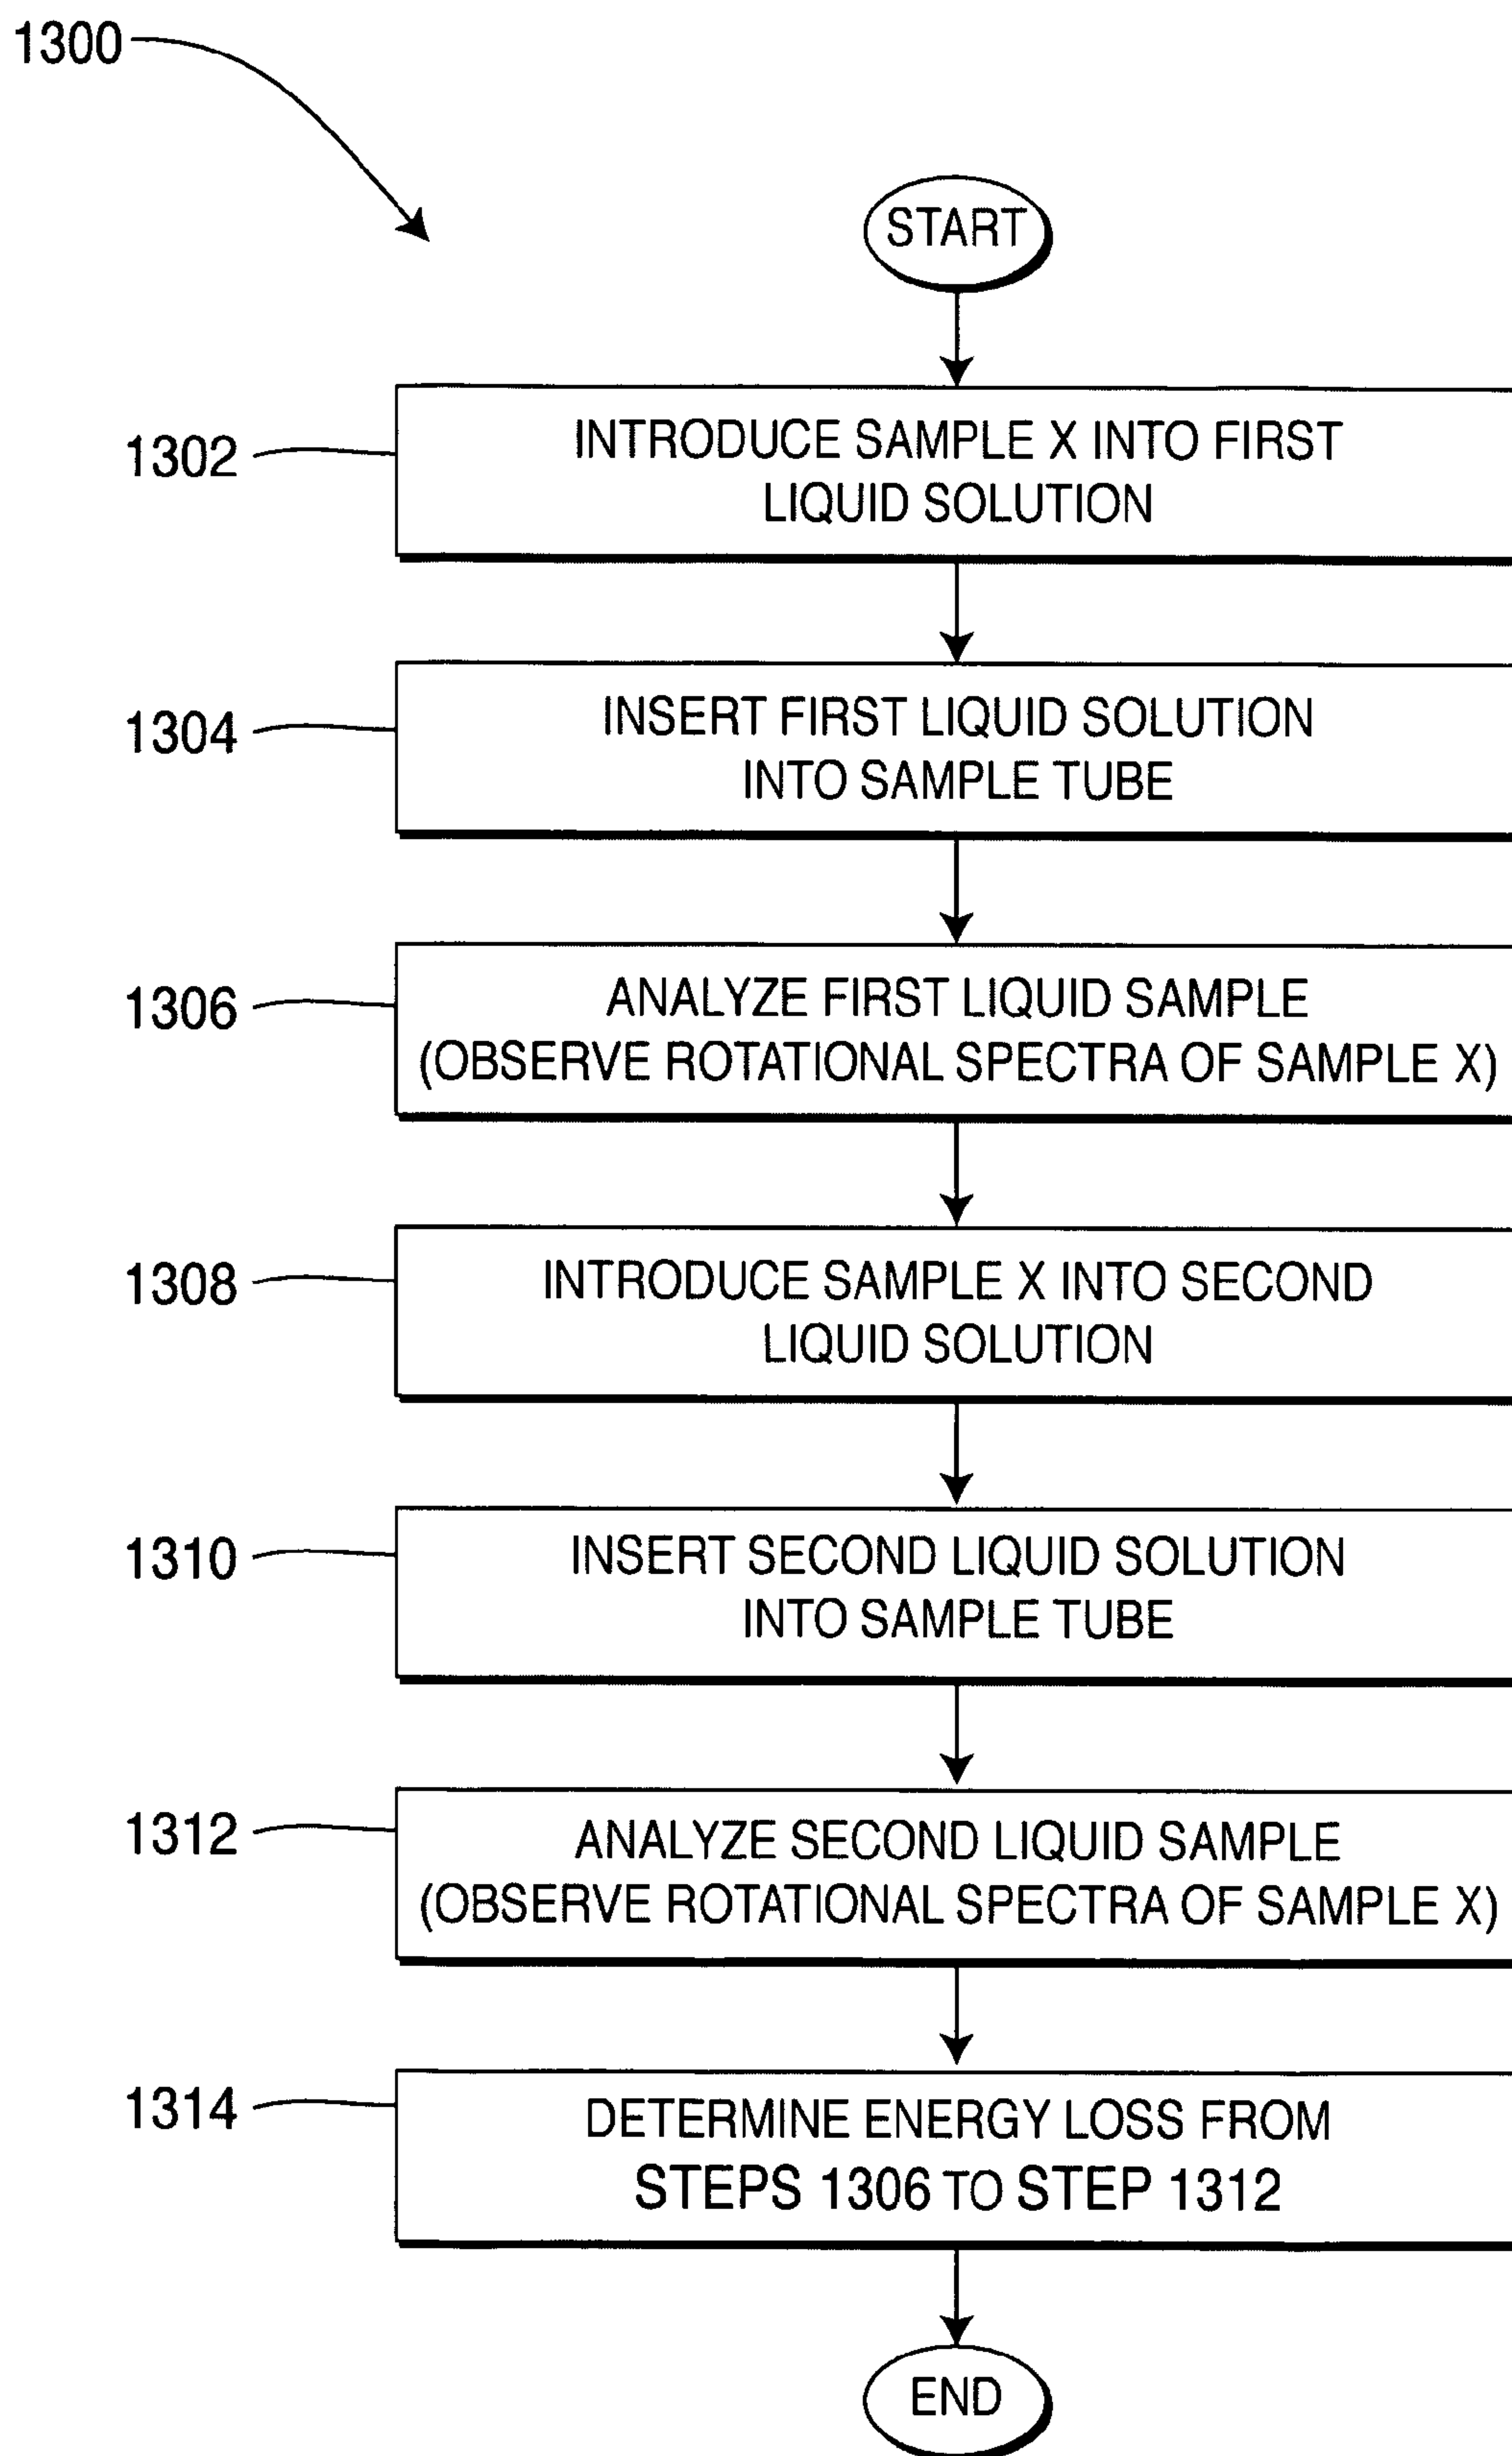 1300
START
1302
INTRODUCE SAMPLE X INTO FIRST
LIQUID SOLUTION
1304
INSERT FIRST LIQUID SOLUTION
INTO SAMPLE TUBE
1306
ANALYZE FIRST LIQUID SAMPLE
(OBSERVE ROTATIONAL SPECTRA OF SAMPLE X)
1308
INTRODUCE SAMPLE X INTO SECOND
LIQUID SOLUTION
1310
INSERT SECOND LIQUID SOLUTION
INTO SAMPLE TUBE
1312
ANALYZE SECOND LIQUID SAMPLE
(OBSERVE ROTATIONAL SPECTRA OF SAMPLE X)
1314
DETERMINE ENERGY LOSS FROM
STEPS 1306 TO STEP 1312
END